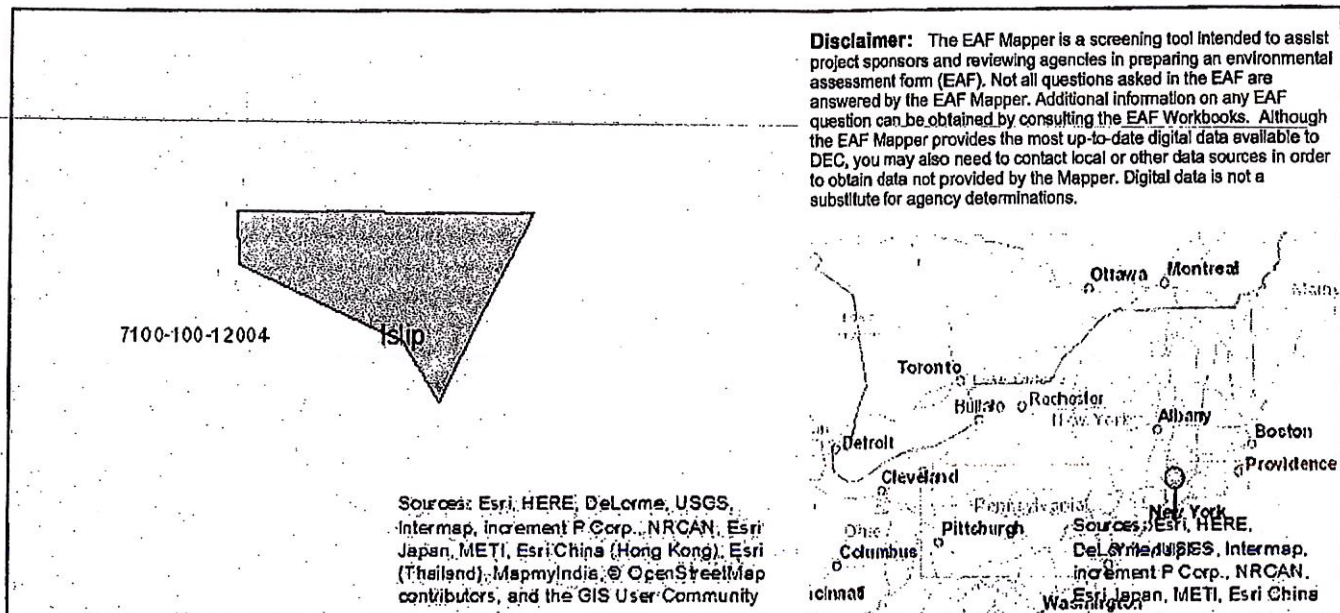 Disclaimer: The EAF Mapper is a screening tool intended to assist
project sponsors and reviewing agencies in preparing an environmental
assessment form (EAF). Not all questions asked in the EAF are
answered by the EAF Mapper. Additional information on any EAF
question can be obtained by consulting the EAF Workbooks. Although
the EAF Mapper provides the most up-to-date digital data available to
DEC, you may also need to contact local or other data sources in order
to obtain data not provided by the Mapper. Digital data is not a
substitute for agency determinations.
7100-100-12004
Islip
Sources: Esri, HERE, DeLorme, USGS,
Intermap, increment P Corp., NRCAN, Esri
Japan, METI, Esri China (Hong Kong), Esri
(Thailand), MapmyIndia, © OpenStreetMap
contributors, and the GIS User Community
Ottawa
Montreal
Toronto
Buffalo
Rochester
New York
Albany
Boston
Detroit
Providence
Cleveland
Pennsylvania
New York
Ohio
Pittsburgh
Columbus
Sources: Esri, HERE,
Intermap,
increment P Corp., NRCAN,
Esri Japan, METI, Esri China
cinnati
Washington